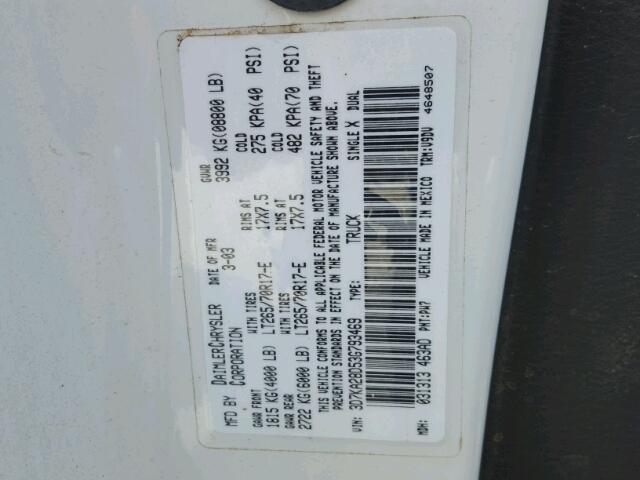 MFD BY DAIMLERCHRYSLER CORPORATION
DATE OF MFR 3-03
GVWR 3992 KG(08800 LB)
GAWR FRONT 1815 KG(4000 LB)
WITH TIRES LT265/70R17-E
RIMS AT 17X7.5
COLD 275 KPA(40 PSI)
GAWR REAR 2722 KG(6000 LB)
WITH TIRES LT265/70R17-E
RIMS AT 17X7.5
COLD 482 KPA(70 PSI)
THIS VEHICLE CONFORMS TO ALL APPLICABLE FEDERAL MOTOR VEHICLE SAFETY AND THEFT
PREVENTION STANDARDS IN EFFECT ON THE DATE OF MANUFACTURE SHOWN ABOVE.
VIN: 3D7KA28D53G793469 TYPE: TRUCK SINGLE X DUAL
MDH: 031313 463AD PNT:PW7 VEHICLE MADE IN MEXICO TRM:V9DV 4648507